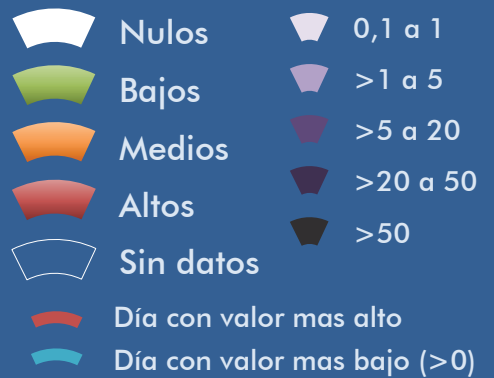 Nulos
Bajos
Medios
Altos
Sin datos
0,1 a 1
>1 a 5
>5 a 20
>20 a 50
>50
Día con valor mas alto
Día con valor mas bajo (>0)